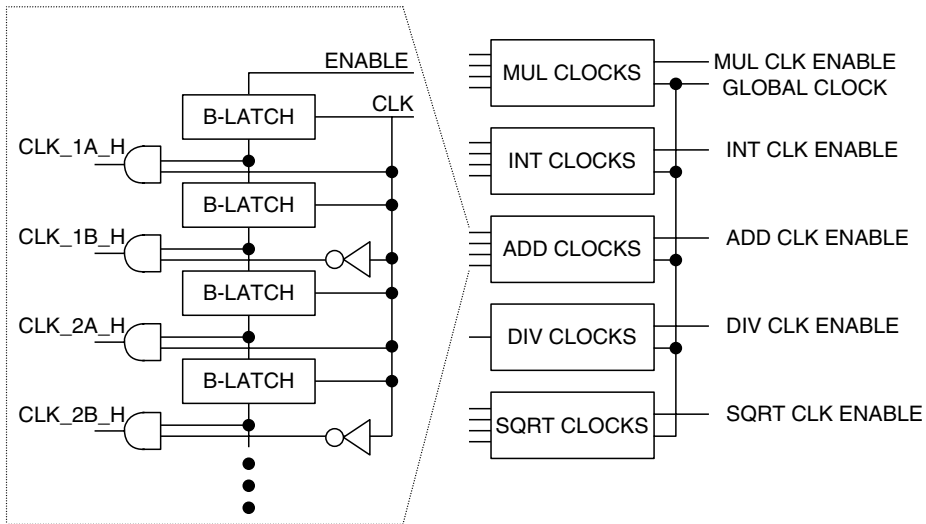 ENABLE
CLK
B-LATCH
CLK_1A_H
B-LATCH
CLK_1B_H
B-LATCH
CLK_2A_H
B-LATCH
CLK_2B_H
MUL CLOCKS
MUL CLK ENABLE
GLOBAL CLOCK
INT CLOCKS
INT CLK ENABLE
ADD CLOCKS
ADD CLK ENABLE
DIV CLOCKS
DIV CLK ENABLE
SQRT CLOCKS
SQRT CLK ENABLE